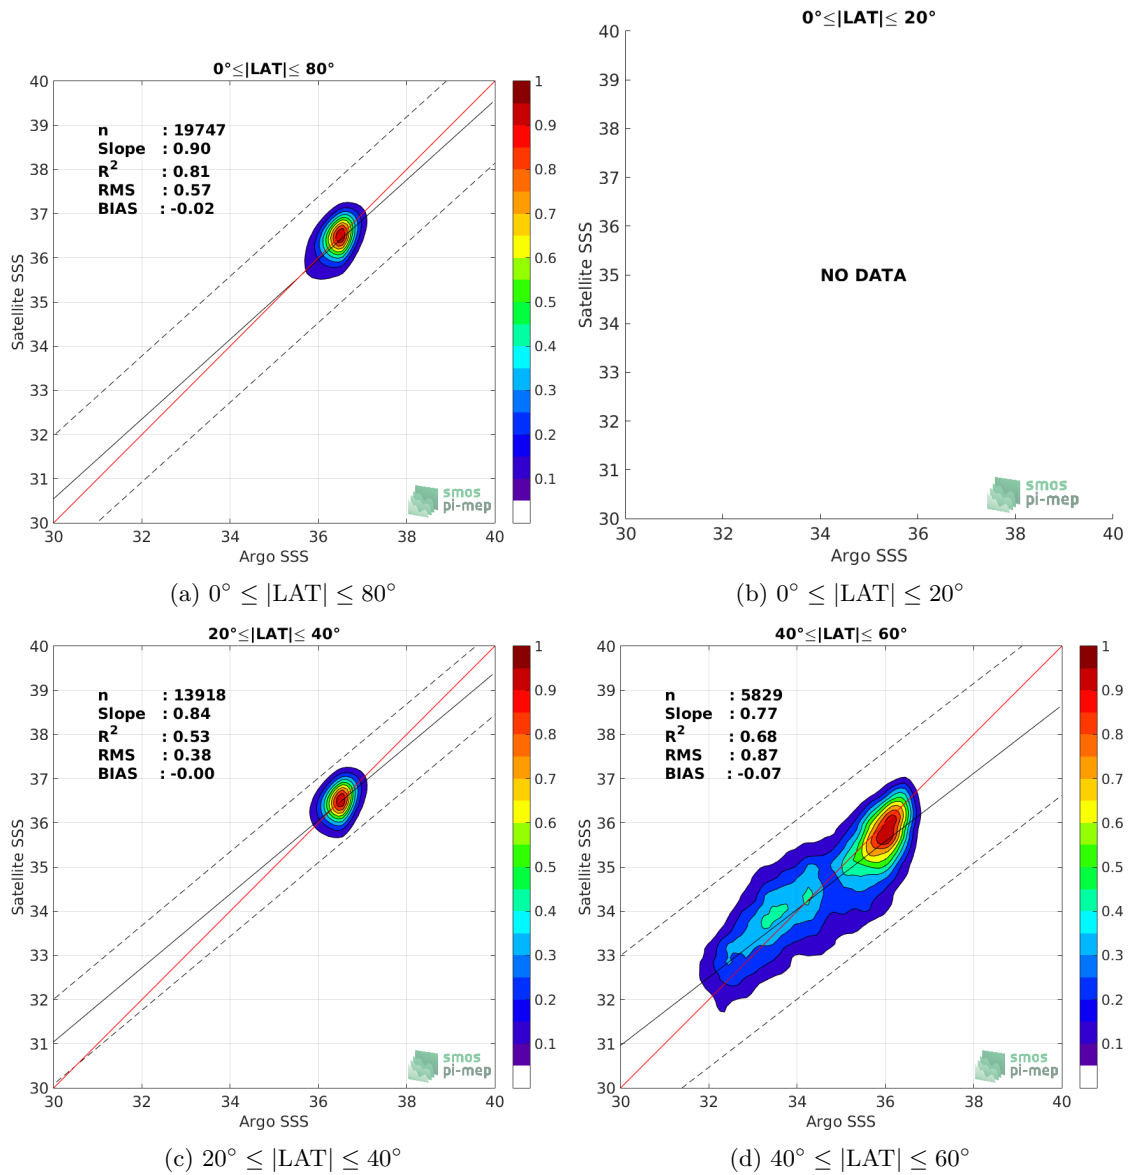 0°≤|LAT|≤ 80°
40
39
38
37
36
35
34
33
32
31
30
Satellite SSS
n : 19747
Slope : 0.90
R² : 0.81
RMS : 0.57
BIAS : -0.02
smos
pi-mep
30 32 34 36 38 40
Argo SSS
1
0.9
0.8
0.7
0.6
0.5
0.4
0.3
0.2
0.1
(a) 0° ≤ |LAT| ≤ 80°
0°≤|LAT|≤ 20°
40
39
38
37
36
35
34
33
32
31
30
Satellite SSS
NO DATA
smos
pi-mep
30 32 34 36 38 40
Argo SSS
(b) 0° ≤ |LAT| ≤ 20°
20°≤|LAT|≤ 40°
40
39
38
37
36
35
34
33
32
31
30
Satellite SSS
n : 13918
Slope : 0.84
R² : 0.53
RMS : 0.38
BIAS : -0.00
smos
pi-mep
30 32 34 36 38 40
Argo SSS
1
0.9
0.8
0.7
0.6
0.5
0.4
0.3
0.2
0.1
(c) 20° ≤ |LAT| ≤ 40°
40°≤|LAT|≤ 60°
40
39
38
37
36
35
34
33
32
31
30
Satellite SSS
n : 5829
Slope : 0.77
R² : 0.68
RMS : 0.87
BIAS : -0.07
smos
pi-mep
30 32 34 36 38 40
Argo SSS
1
0.9
0.8
0.7
0.6
0.5
0.4
0.3
0.2
0.1
(d) 40° ≤ |LAT| ≤ 60°